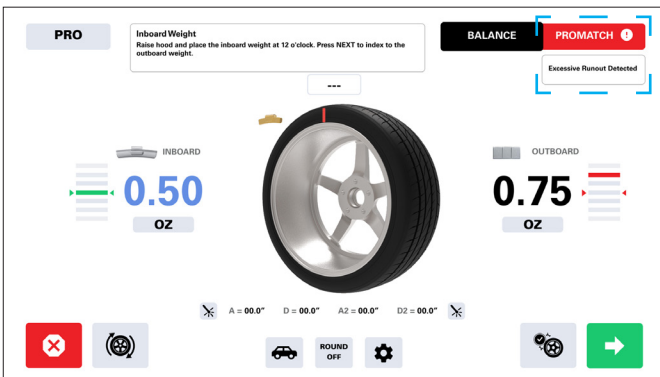 PRO
Inboard Weight
Raise hood and place the inboard weight at 12 o'clock. Press NEXT to index to the
outboard weight.
BALANCE
PROMATCH !
Excessive Runout Detected
---
INBOARD
0.50
OZ
OUTBOARD
0.75
OZ
A = 00.0" D = 00.0" A2 = 00.0" D2 = 00.0"
ROUND
OFF